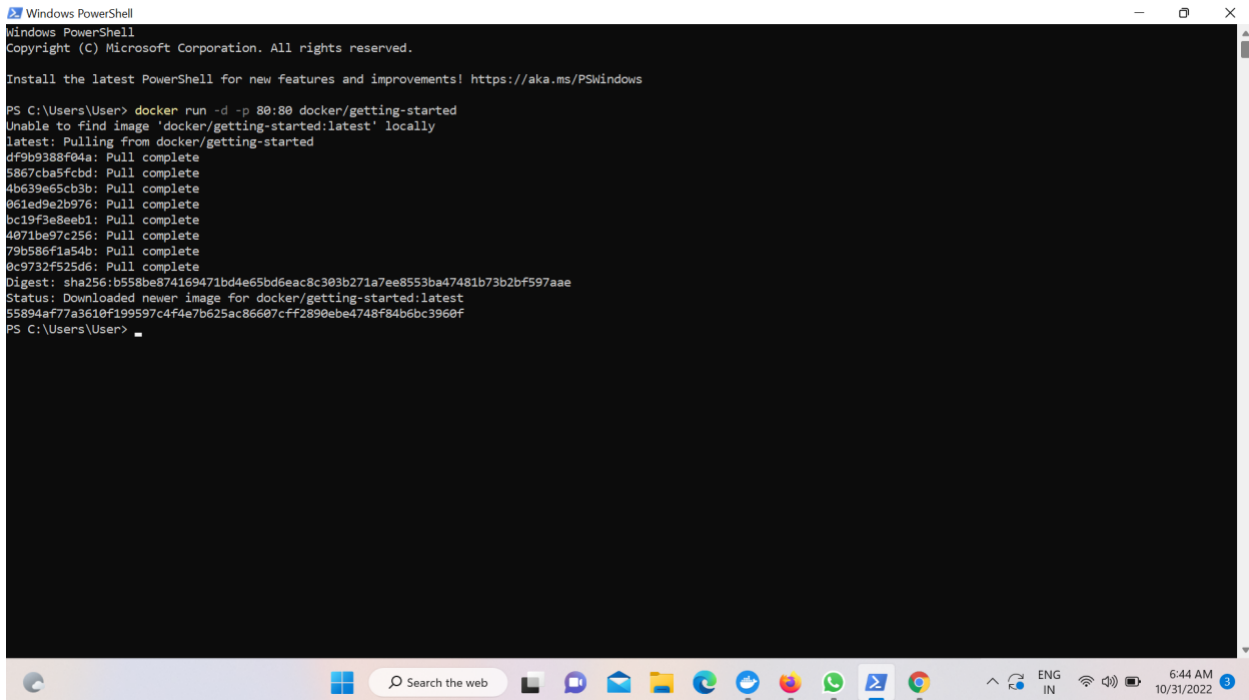 Windows PowerShell
Windows PowerShell
Copyright (C) Microsoft Corporation. All rights reserved.
Install the latest PowerShell for new features and improvements! https://aka.ms/PSWindows
PS C:\Users\User> docker run -d -p 80:80 docker/getting-started
Unable to find image 'docker/getting-started:latest' locally
latest: Pulling from docker/getting-started
df9b9388f04a: Pull complete
5867cba5fcbd: Pull complete
4b639e65cb3b: Pull complete
061ed9e2b976: Pull complete
bc19f3e8eeb1: Pull complete
4071be97c256: Pull complete
79b586f1a54b: Pull complete
0c9732f525d6: Pull complete
Digest: sha256:b558be874169471bd4e65bd6eac8c303b271a7ee8553ba47481b73b2bf597aae
Status: Downloaded newer image for docker/getting-started:latest
55894af77a3610f199597c4f4e7b625ac86607cff2890ebe4748f84b6bc3960f
PS C:\Users\User>
Search the web
ENG
IN
6:44 AM
10/31/2022
3